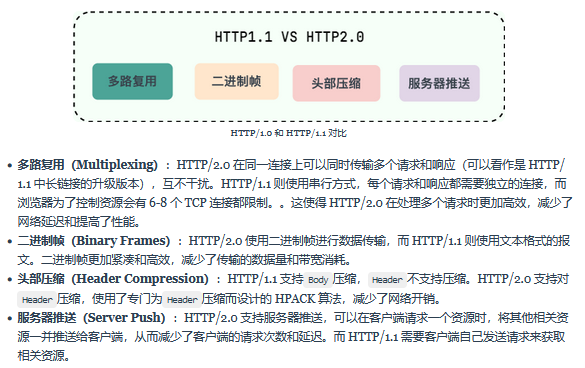 HTTP1.1 VS HTTP2.0
多路复用 二进制帧 头部压缩 服务器推送
HTTP/1.0 和 HTTP/1.1 对比
• 多路复用（Multiplexing）：HTTP/2.0 在同一连接上可以同时传输多个请求和响应（可以看作是 HTTP/
1.1 中长链接的升级版本），互不干扰。HTTP/1.1 则使用串行方式，每个请求和响应都需要独立的连接，而
浏览器为了控制资源会有 6-8 个 TCP 连接都限制。。这使得 HTTP/2.0 在处理多个请求时更加高效，减少了
网络延迟和提高了性能。
• 二进制帧（Binary Frames）：HTTP/2.0 使用二进制帧进行数据传输，而 HTTP/1.1 则使用文本格式的报
文。二进制帧更加紧凑和高效，减少了传输的数据量和带宽消耗。
• 头部压缩（Header Compression）：HTTP/1.1 支持 Body 压缩，Header 不支持压缩。HTTP/2.0 支持对
Header 压缩，使用了专门为 Header 压缩而设计的 HPACK 算法，减少了网络开销。
• 服务器推送（Server Push）：HTTP/2.0 支持服务器推送，可以在客户端请求一个资源时，将其他相关资
源一并推送给客户端，从而减少了客户端的请求次数和延迟。而 HTTP/1.1 需要客户端自己发送请求来获取
相关资源。